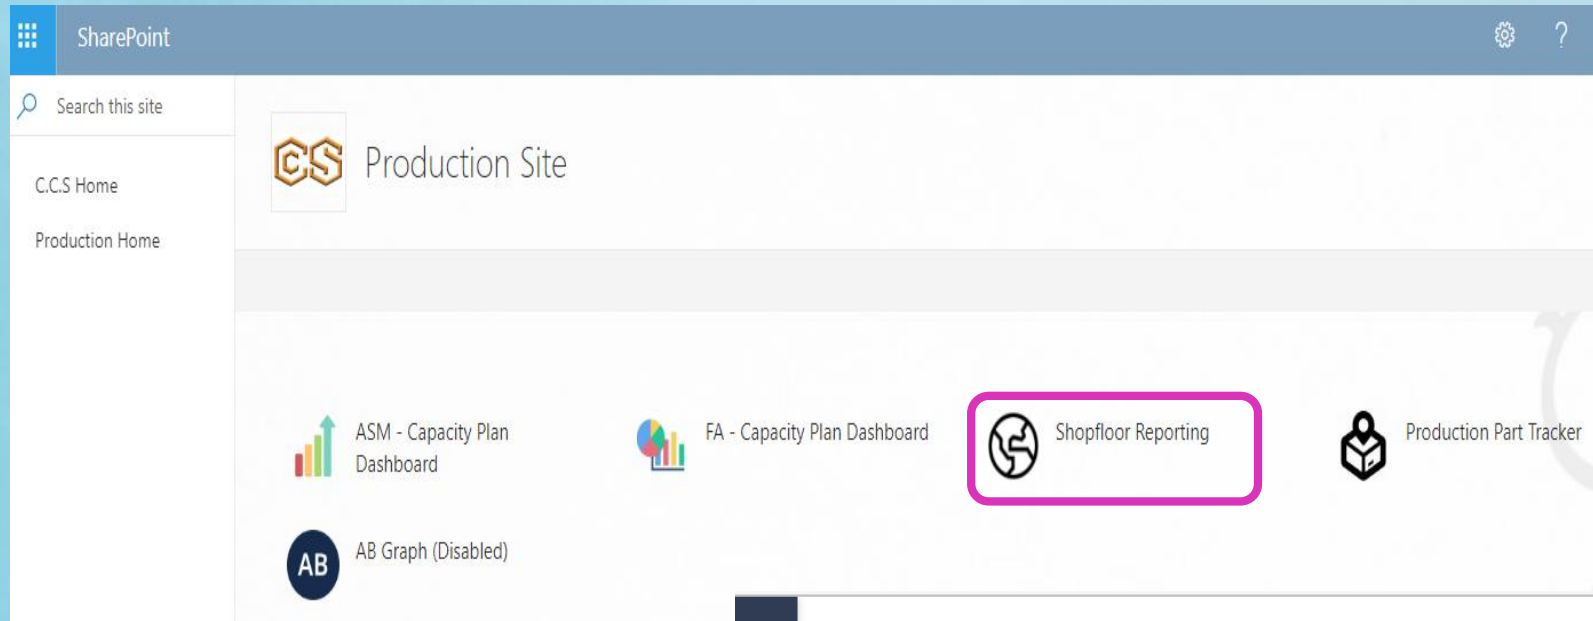 SharePoint
?
Search this site
C.C.S Home
Production Home
CCS
Production Site
ASM - Capacity Plan
Dashboard
FA - Capacity Plan Dashboard
Shopfloor Reporting
Production Part Tracker
AB
AB Graph (Disabled)